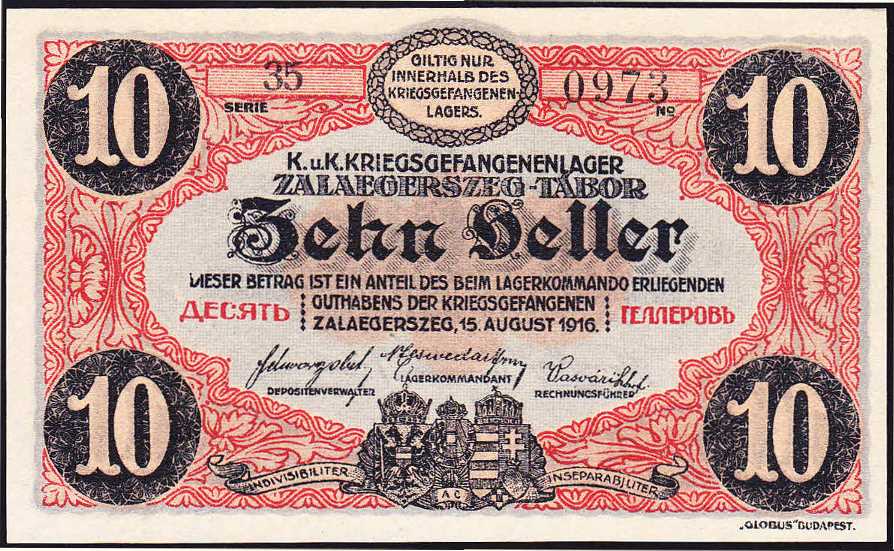 10
35
SERIE
GILTIG NUR
INNERHALB DES
KRIEGSGEFANGENEN-
LAGERS.
0973
No
10
K.u.K.KRIEGSGEFANGENENLAGER
ZALAEGERSZEG-TÁBOR
Zehn Heller
DIESER BETRAG IST EIN ANTEIL DES BEIM LAGERKOMMANDO ERLIEGENDEN
GUTHABENS DER KRIEGSGEFANGENEN
ZALAEGERSZEG, 15. AUGUST 1916.
ДЕСЯТЬ
ГЕЛЛЕРОВЪ
DEPOSITENVERWALTER
LAGERKOMMANDANT
RECHNUNGSFÜHRER
10
INDIVISIBILITER
AC
INSEPARABILITER
10
„GLOBUS" BUDAPEST.